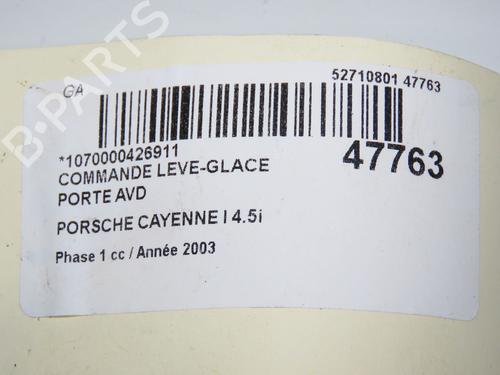 GA
52710801 47763
*1070000426911
47763
COMMANDE LEVE-GLACE
PORTE AVD
PORSCHE CAYENNE I 4.5i
Phase 1 cc / Année 2003
B-PARTS